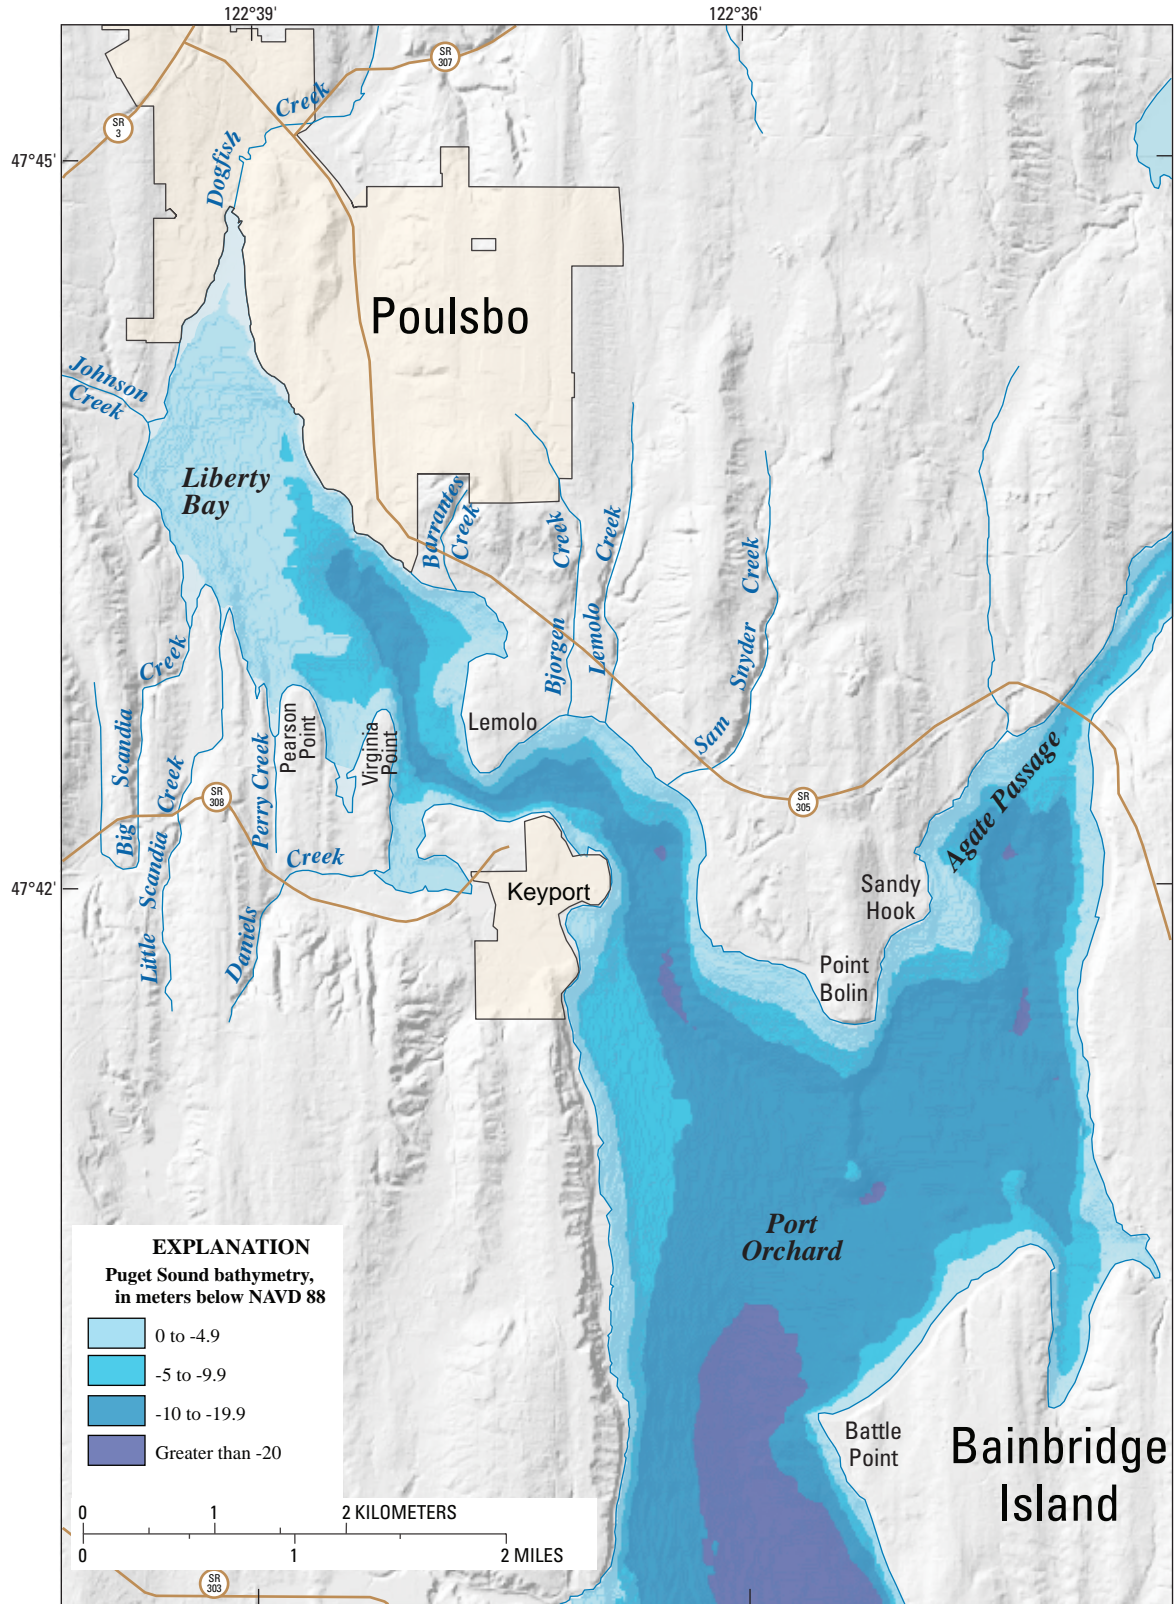 122°39'
122°36'
SR
307
SR
3
Creek
Dogfish
47°45'
Poulsbo
Johnson
Creek
Liberty
Bay
Barrantes
Creek
Bjorgen
Creek
Lemolo
Creek
Sam
Snyder
Creek
Big
Scandia
Creek
Little
Scandia
Creek
Perry Creek
Pearson
Point
Virginia
Point
Lemolo
SR
308
SR
305
Agate Passage
Daniels
Creek
47°42'
Keyport
Sandy
Hook
Point
Bolin
Port
Orchard
Battle
Point
Bainbridge
Island
EXPLANATION
Puget Sound bathymetry,
in meters below NAVD 88
0 to -4.9
-5 to -9.9
-10 to -19.9
Greater than -20
0 1 2 KILOMETERS
0 1 2 MILES
SR
303